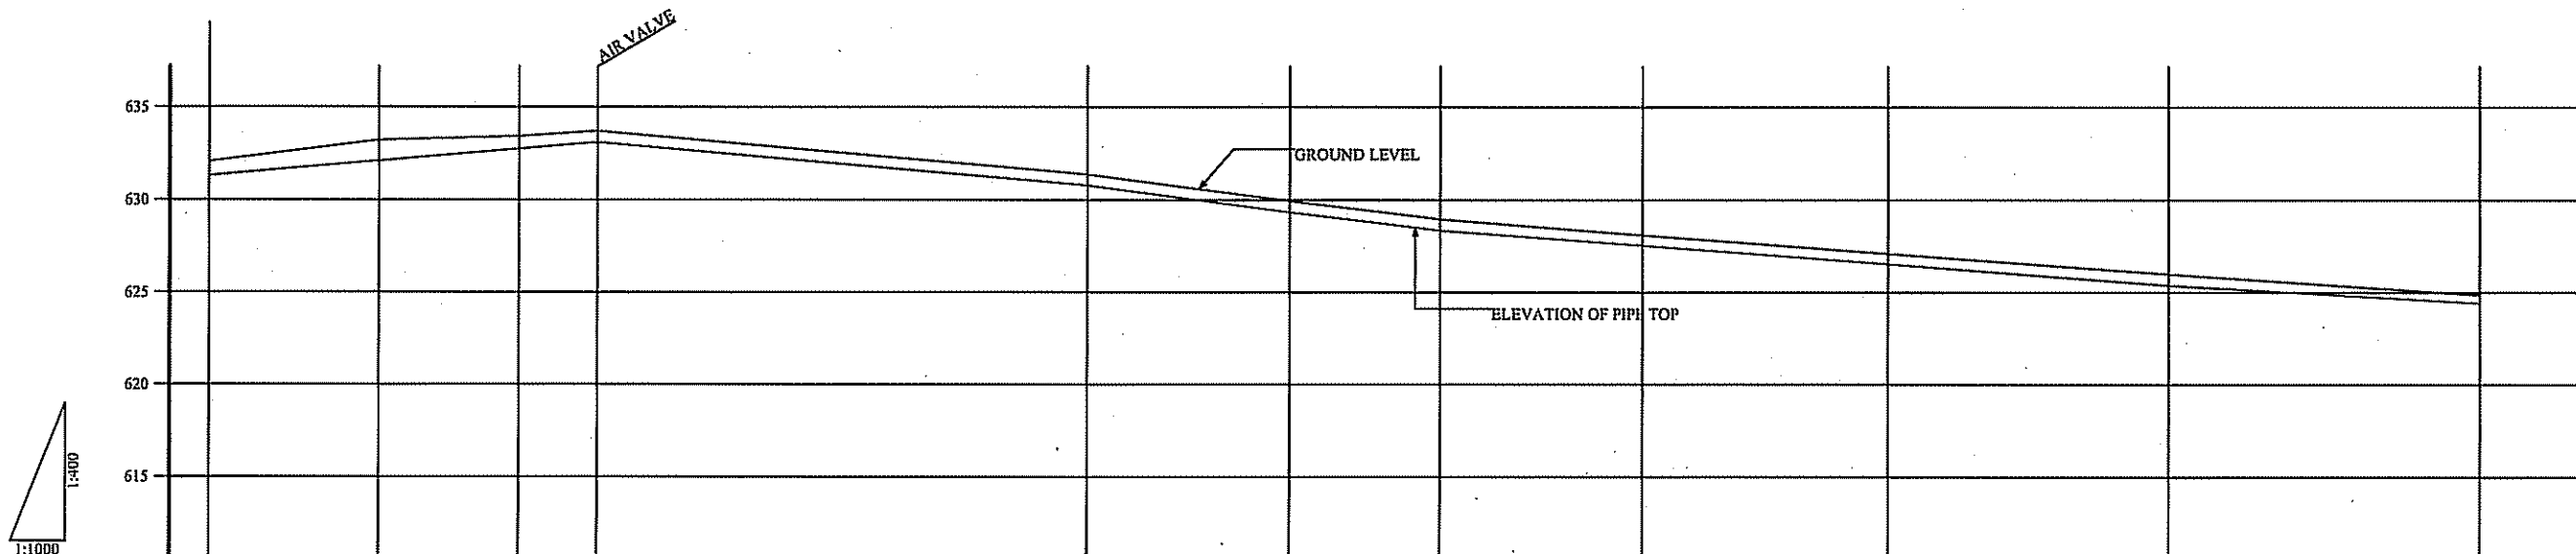 AIR VALVE
635
GROUND LEVEL
630
625
ELEVATION OF PIPE TOP
620
615
1:400
1:1000